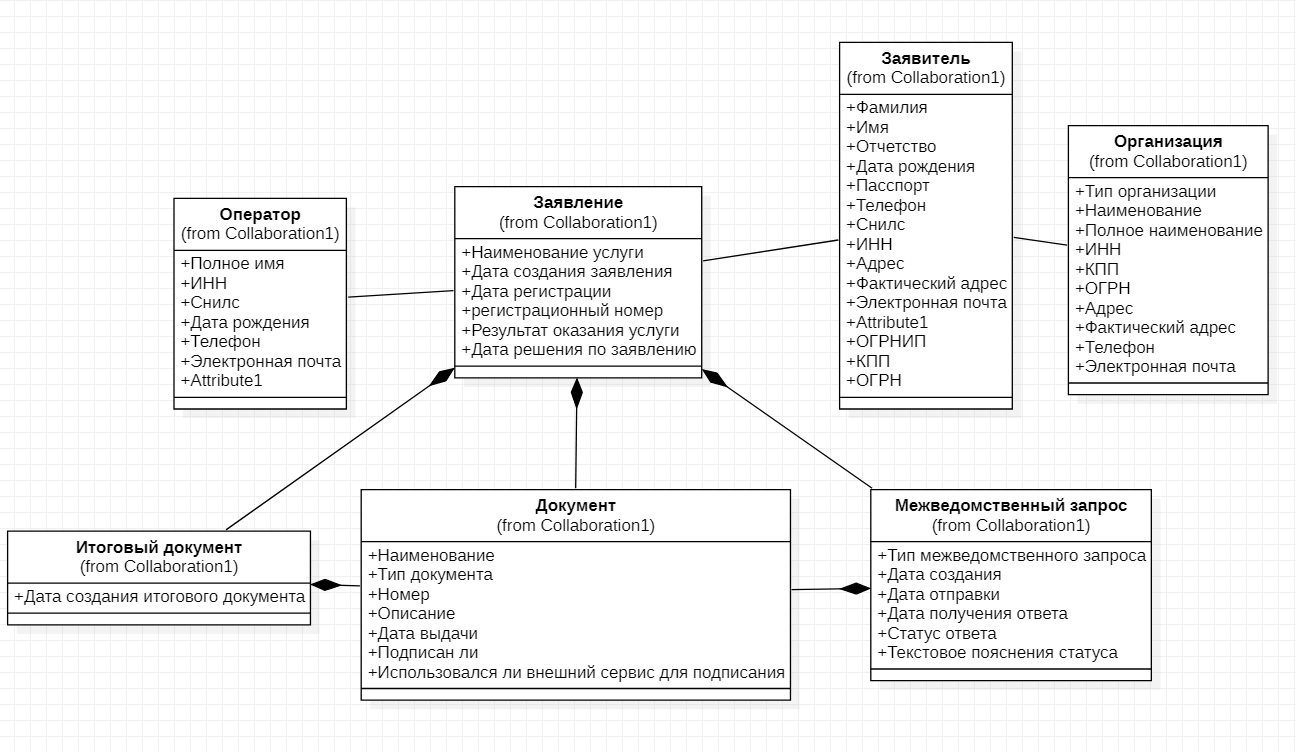 Заявитель
(from Collaboration1)
+Фамилия
+Имя
+Отчетство
+Дата рождения
+Пасспорт
+Телефон
+Снилс
+ИНН
+Адрес
+Фактический адрес
+Электронная почта
+Attribute1
+ОГРНИП
+КПП
+ОГРН
Организация
(from Collaboration1)
+Тип организации
+Наименование
+Полное наименование
+ИНН
+КПП
+ОГРН
+Адрес
+Фактический адрес
+Телефон
+Электронная почта
Оператор
(from Collaboration1)
+Полное имя
+ИНН
+Снилс
+Дата рождения
+Телефон
+Электронная почта
+Attribute1
Заявление
(from Collaboration1)
+Наименование услуги
+Дата создания заявления
+Дата регистрации
+регистрационный номер
+Результат оказания услуги
+Дата решения по заявлению
Итоговый документ
(from Collaboration1)
+Дата создания итогового документа
Документ
(from Collaboration1)
+Наименование
+Тип документа
+Номер
+Описание
+Дата выдачи
+Подписан ли
+Использовался ли внешний сервис для подписания
Межведомственный запрос
(from Collaboration1)
+Тип межведомственного запроса
+Дата создания
+Дата отправки
+Дата получения ответа
+Статус ответа
+Текстовое пояснения статуса